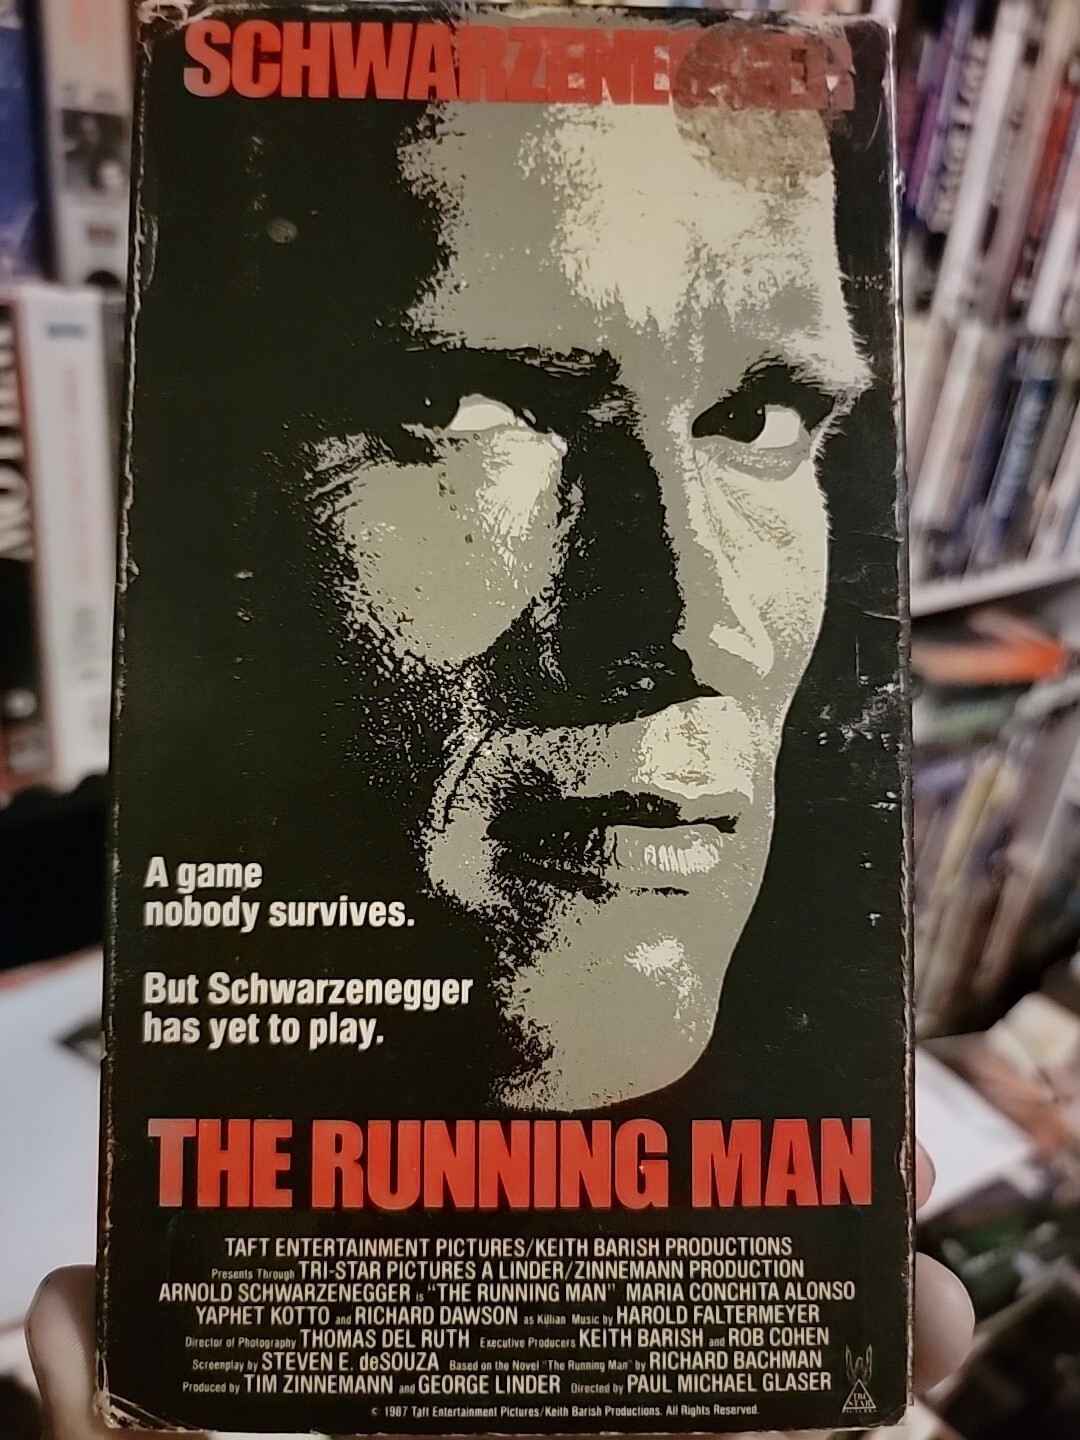 SCHWARZENEGGER
A game
nobody survives.
But Schwarzenegger
has yet to play.
THE RUNNING MAN
TAFT ENTERTAINMENT PICTURES/KEITH BARISH PRODUCTIONS
Presents Through TRI-STAR PICTURES A LINDER/ZINNEMANN PRODUCTION
ARNOLD SCHWARZENEGGER is "THE RUNNING MAN" MARIA CONCHITA ALONSO
YAPHET KOTTO and RICHARD DAWSON as Killian Music by HAROLD FALTERMEYER
Director of Photography THOMAS DEL RUTH Executive Producers KEITH BARISH and ROB COHEN
Screenplay by STEVEN E. deSOUZA Based on the Novel "The Running Man" by RICHARD BACHMAN
Produced by TIM ZINNEMANN and GEORGE LINDER Directed by PAUL MICHAEL GLASER
TRI
STAR
PICTURES
© 1987 Taft Entertainment Pictures/Keith Barish Productions. All Rights Reserved.